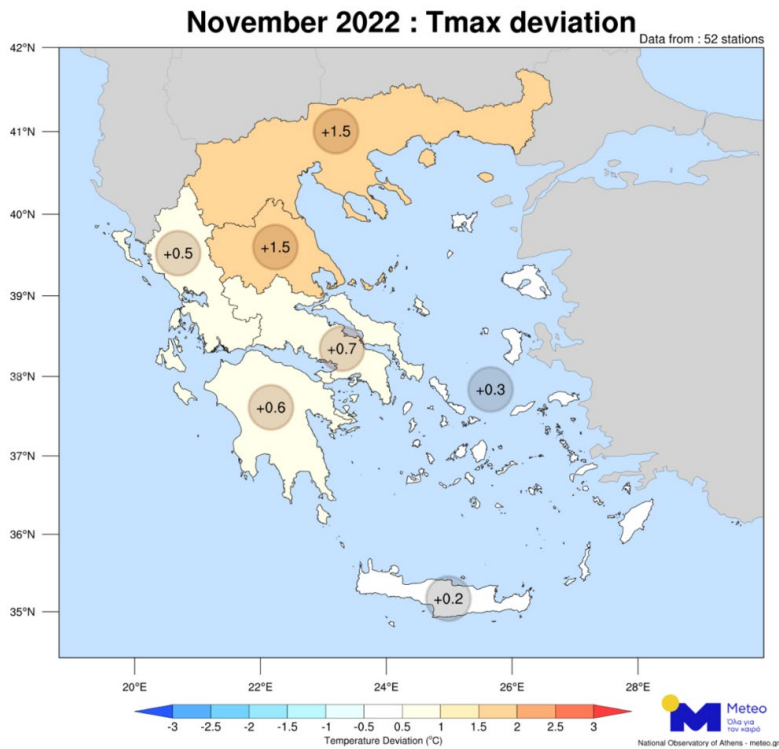 November 2022 : Tmax deviation
Data from : 52 stations
42°N
41°N
40°N
39°N
38°N
37°N
36°N
35°N
+1.5
+1.5
+0.5
+0.7
+0.3
+0.6
+0.2
20°E 22°E 24°E 26°E 28°E
-3 -2.5 -2 -1.5 -1 -0.5 0.5 1 1.5 2 2.5 3
Temperature Deviation (°C)
Meteo
Όλα για
τον καιρό
National Observatory of Athens - meteo.gr